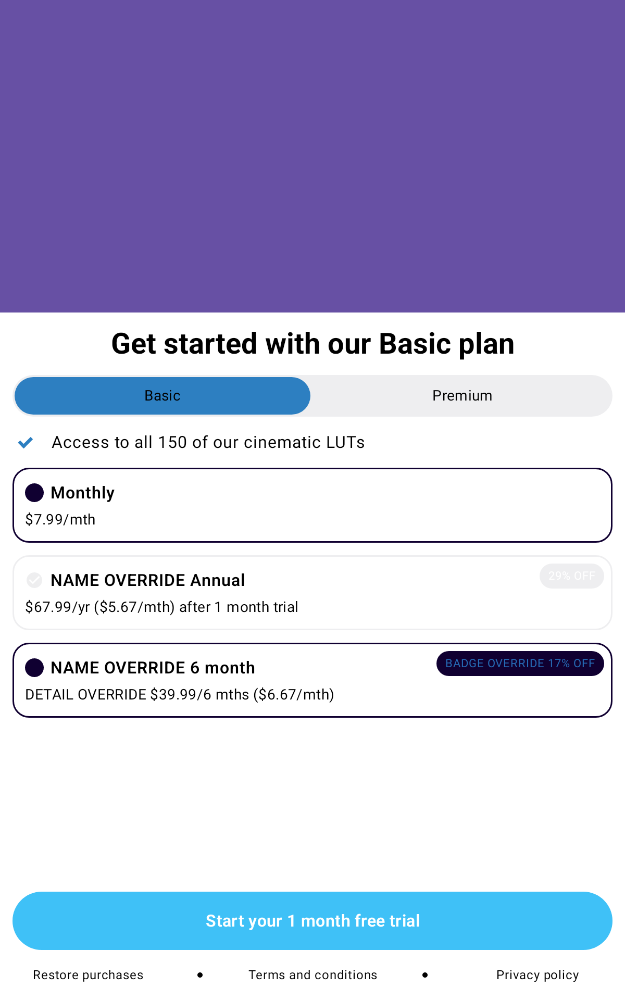 Get started with our Basic plan
Basic
Premium
Access to all 150 of our cinematic LUTs
Monthly
$7.99/mth
NAME OVERRIDE Annual
29% OFF
$67.99/yr ($5.67/mth) after 1 month trial
NAME OVERRIDE 6 month
BADGE OVERRIDE 17% OFF
DETAIL OVERRIDE $39.99/6 mths ($6.67/mth)
Start your 1 month free trial
Restore purchases
Terms and conditions
Privacy policy